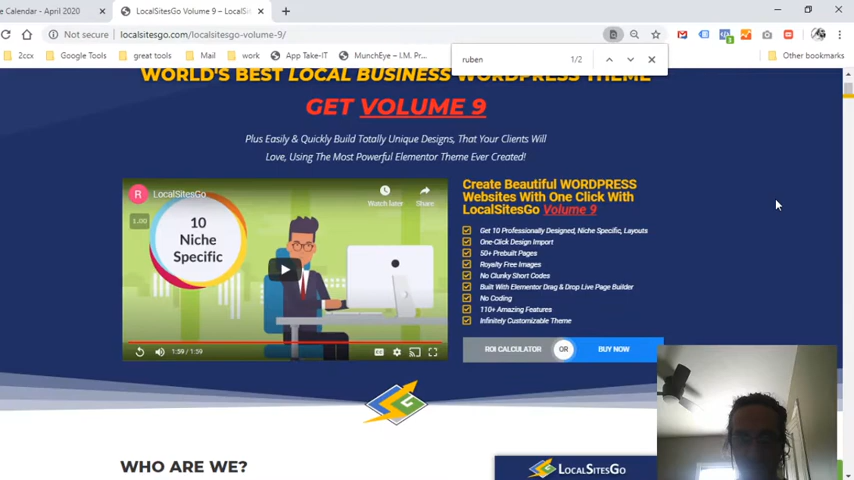 e Calendar - April 2020
LocalSitesGo Volume 9 – LocalSit
Not secure
localsitesgo.com/localsitesgo-volume-9/
2ccx
Google Tools
great tools
Mail
work
App Take-IT
MunchEye – I.M. Pr...
Other bookmarks
ruben
1/2
WORLD'S BEST LOCAL BUSINESS WORDPRESS THEME
GET VOLUME 9
Plus Easily & Quickly Build Totally Unique Designs, That Your Clients Will
Love, Using The Most Powerful Elementor Theme Ever Created!
R
LocalSitesGo
Watch later
Share
1.00
10
Niche
Specific
1:59 / 1:59
Create Beautiful WORDPRESS
Websites With One Click With
LocalSitesGo Volume 9
Get 10 Professionally Designed, Niche Specific, Layouts
One-Click Design Import
50+ Prebuilt Pages
Royalty Free Images
No Clunky Short Codes
Built With Elementor Drag & Drop Live Page Builder
No Coding
110+ Amazing Features
Infinitely Customizable Theme
ROI CALCULATOR
OR
BUY NOW
WHO ARE WE?
LOCALSITESGO